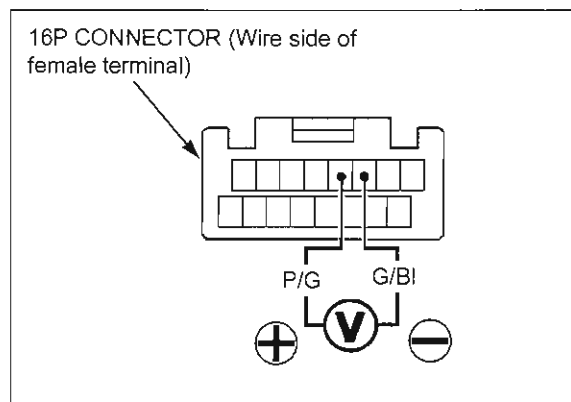 16P CONNECTOR (Wire side of
female terminal)
P/G G/Bl
V
+ −